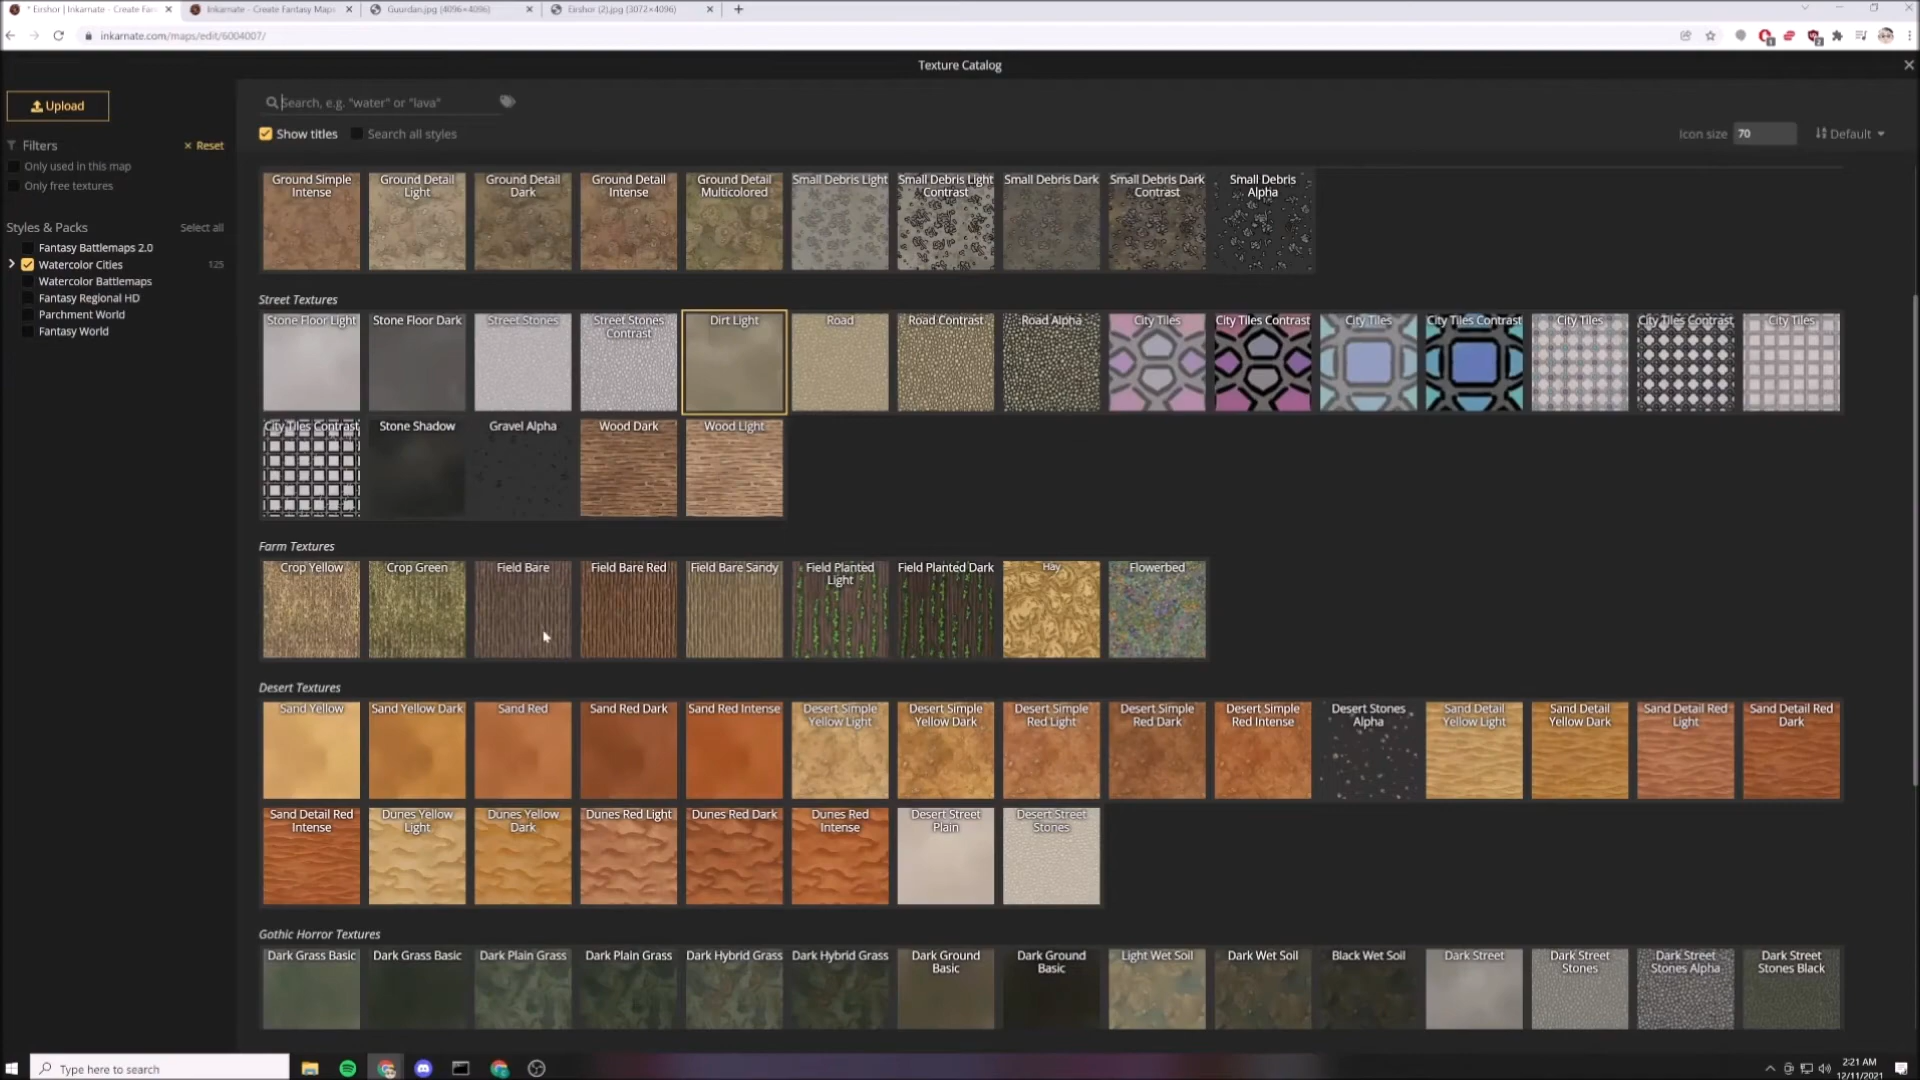 * Eirshor | Inkarnate - Create Fan
Inkarnate - Create Fantasy Maps
Guurdan.jpg (4096×4096)
Eirshor (2).jpg (3072×4096)
inkarnate.com/maps/edit/6004007/
Texture Catalog
Upload
Search, e.g. "water" or "lava"
Show titles
Search all styles
Icon size
70
Default
Filters
Reset
Only used in this map
Only free textures
Styles & Packs
Select all
Fantasy Battlemaps 2.0
Watercolor Cities
125
Watercolor Battlemaps
Fantasy Regional HD
Parchment World
Fantasy World
Ground Simple
Intense
Ground Detail
Light
Ground Detail
Dark
Ground Detail
Intense
Ground Detail
Multicolored
Small Debris Light
Small Debris Light
Contrast
Small Debris Dark
Small Debris Dark
Contrast
Small Debris
Alpha
Street Textures
Stone Floor Light
Stone Floor Dark
Street Stones
Street Stones
Contrast
Dirt Light
Road
Road Contrast
Road Alpha
City Tiles
City Tiles Contrast
City Tiles
City Tiles Contrast
City Tiles
City Tiles Contrast
City Tiles
City Tiles Contrast
Stone Shadow
Gravel Alpha
Wood Dark
Wood Light
Farm Textures
Crop Yellow
Crop Green
Field Bare
Field Bare Red
Field Bare Sandy
Field Planted
Light
Field Planted Dark
Hay
Flowerbed
Desert Textures
Sand Yellow
Sand Yellow Dark
Sand Red
Sand Red Dark
Sand Red Intense
Desert Simple
Yellow Light
Desert Simple
Yellow Dark
Desert Simple
Red Light
Desert Simple
Red Dark
Desert Simple
Red Intense
Desert Stones
Alpha
Sand Detail
Yellow Light
Sand Detail
Yellow Dark
Sand Detail Red
Light
Sand Detail Red
Dark
Sand Detail Red
Intense
Dunes Yellow
Light
Dunes Yellow
Dark
Dunes Red Light
Dunes Red Dark
Dunes Red
Intense
Desert Street
Plain
Desert Street
Stones
Gothic Horror Textures
Dark Grass Basic
Dark Grass Basic
Dark Plain Grass
Dark Plain Grass
Dark Hybrid Grass
Dark Hybrid Grass
Dark Ground
Basic
Dark Ground
Basic
Light Wet Soil
Dark Wet Soil
Black Wet Soil
Dark Street
Dark Street
Stones
Dark Street
Stones Alpha
Dark Street
Stones Black
Type here to search
2:21 AM
12/11/2021